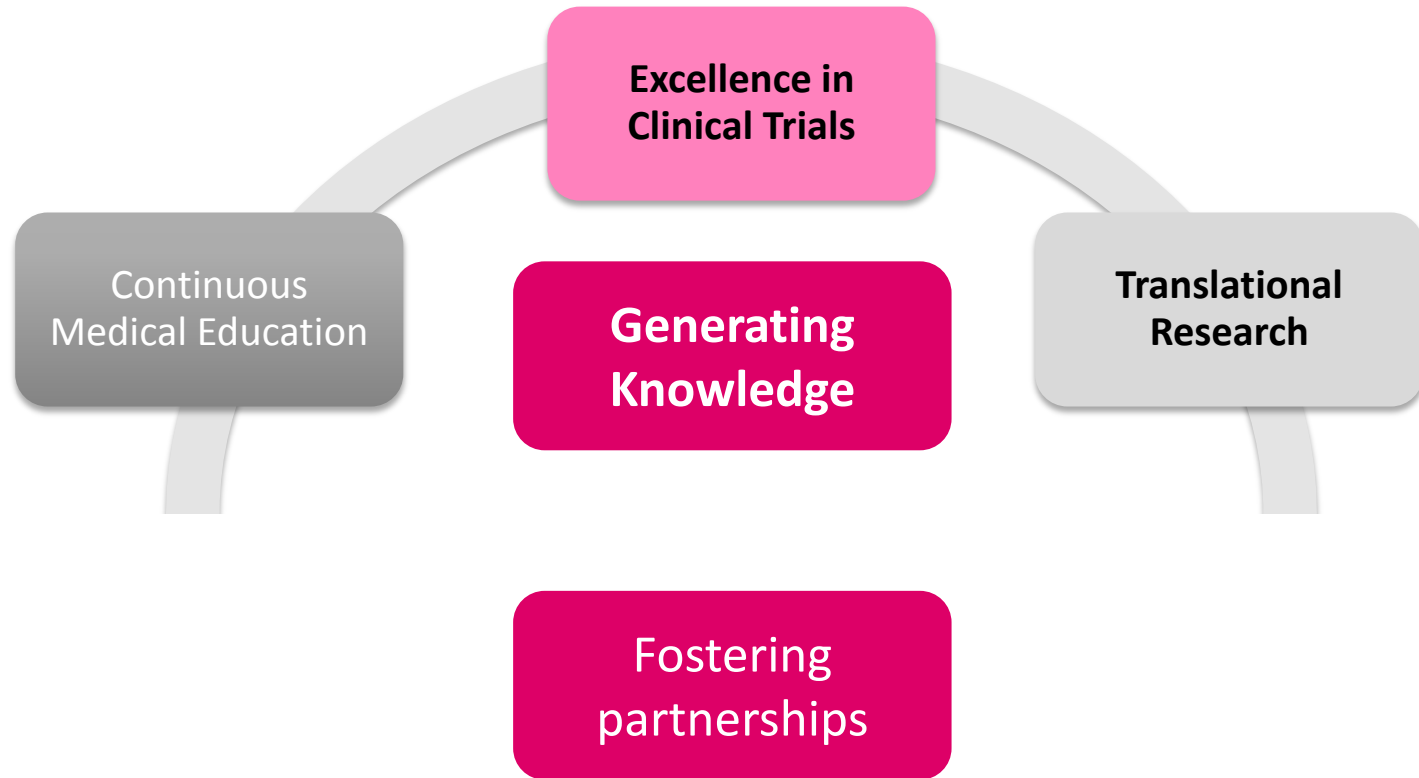 Excellence in
Clinical Trials
Continuous
Medical Education
Generating
Knowledge
Translational
Research
Fostering
partnerships